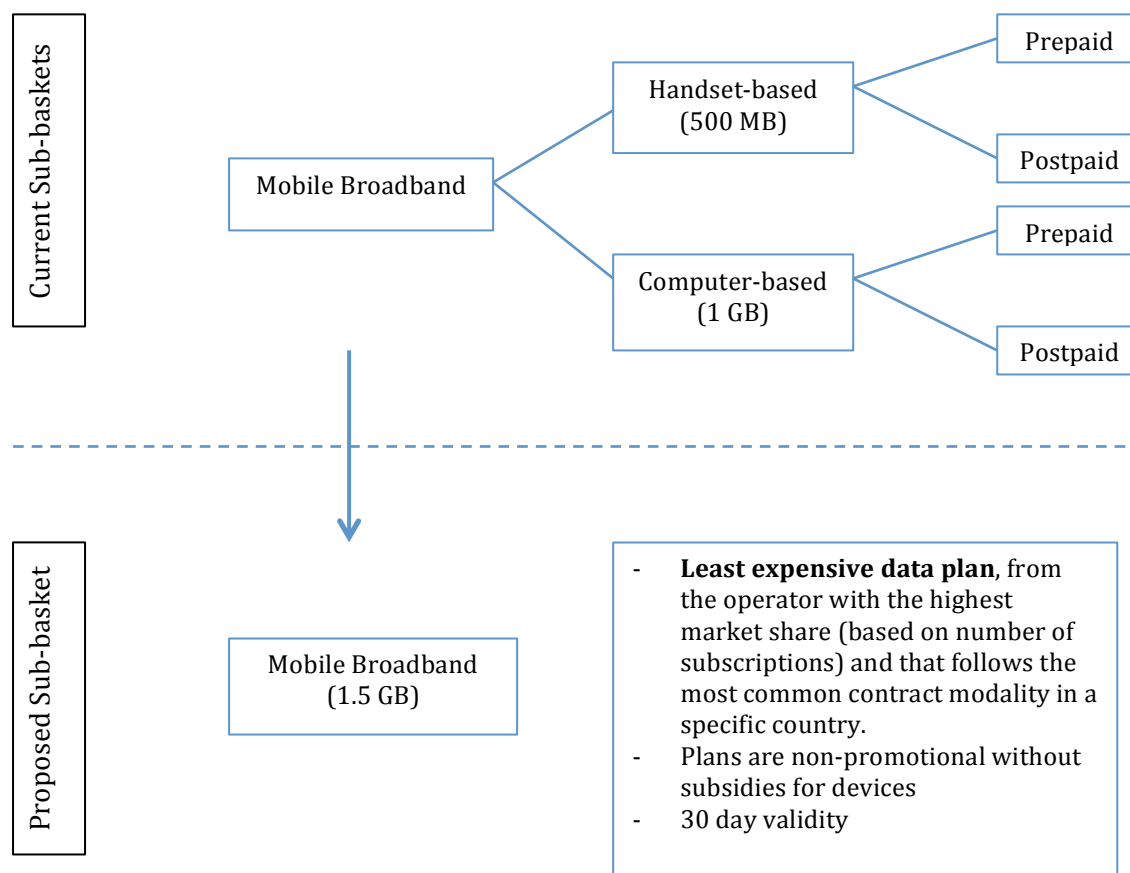 Current Sub-baskets
Mobile Broadband
Handset-based
(500 MB)
Prepaid
Postpaid
Computer-based
(1 GB)
Prepaid
Postpaid
Proposed Sub-basket
Mobile Broadband
(1.5 GB)
- Least expensive data plan, from
the operator with the highest
market share (based on number of
subscriptions) and that follows the
most common contract modality in a
specific country.
- Plans are non-promotional without
subsidies for devices
- 30 day validity